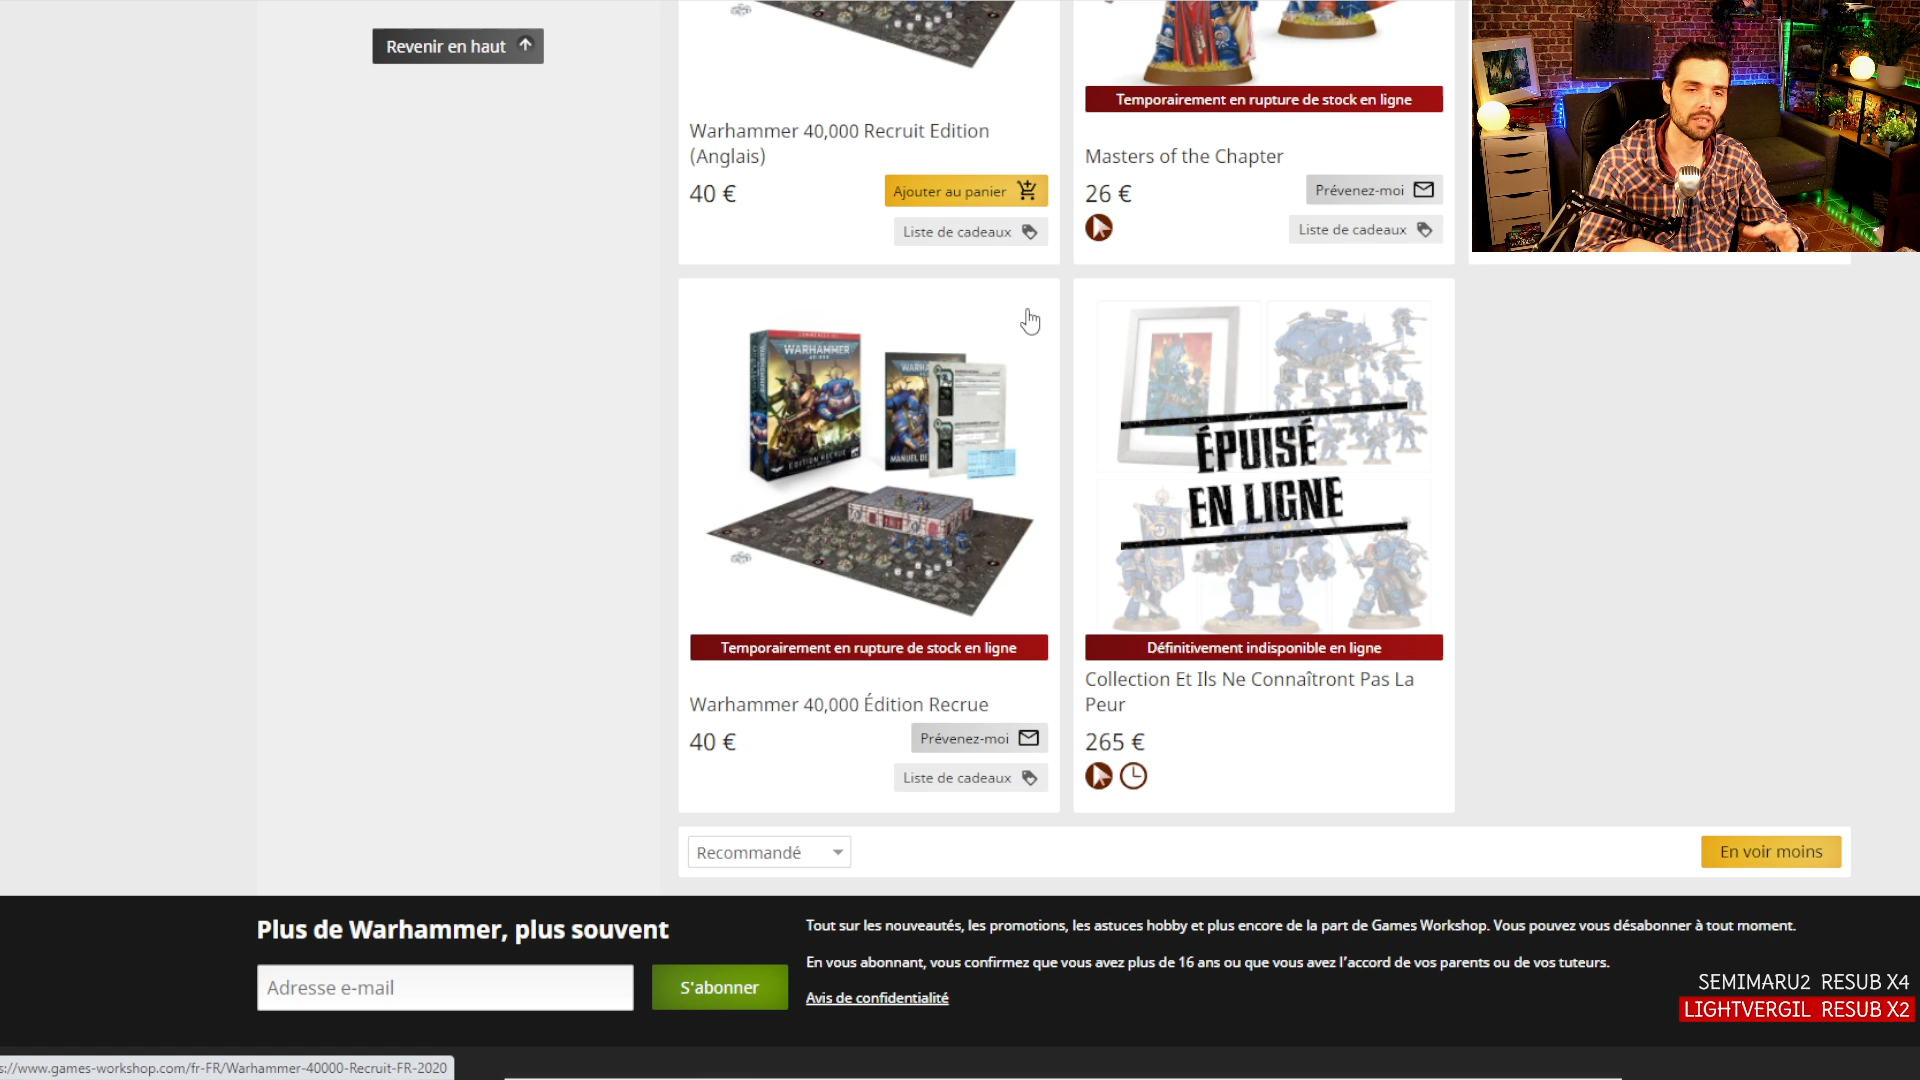 Revenir en haut
Temporairement en rupture de stock en ligne
Warhammer 40,000 Recruit Edition
(Anglais)
40 €
Ajouter au panier
Liste de cadeaux
Masters of the Chapter
26 €
Prévenez-moi
Liste de cadeaux
WARHAMMER
40,000
EDITION RECRUE
MANUEL DE
ÉPUISÉ
EN LIGNE
Temporairement en rupture de stock en ligne
Définitivement indisponible en ligne
Warhammer 40,000 Édition Recrue
40 €
Prévenez-moi
Liste de cadeaux
Collection Et Ils Ne Connaîtront Pas La
Peur
265 €
Recommandé
En voir moins
Plus de Warhammer, plus souvent
Adresse e-mail
S'abonner
Tout sur les nouveautés, les promotions, les astuces hobby et plus encore de la part de Games Workshop. Vous pouvez vous désabonner à tout moment.
En vous abonnant, vous confirmez que vous avez plus de 16 ans ou que vous avez l'accord de vos parents ou de vos tuteurs.
Avis de confidentialité
SEMIMARU2 RESUB X4
LIGHTVERGIL RESUB X2
s://www.games-workshop.com/fr-FR/Warhammer-40000-Recruit-FR-2020